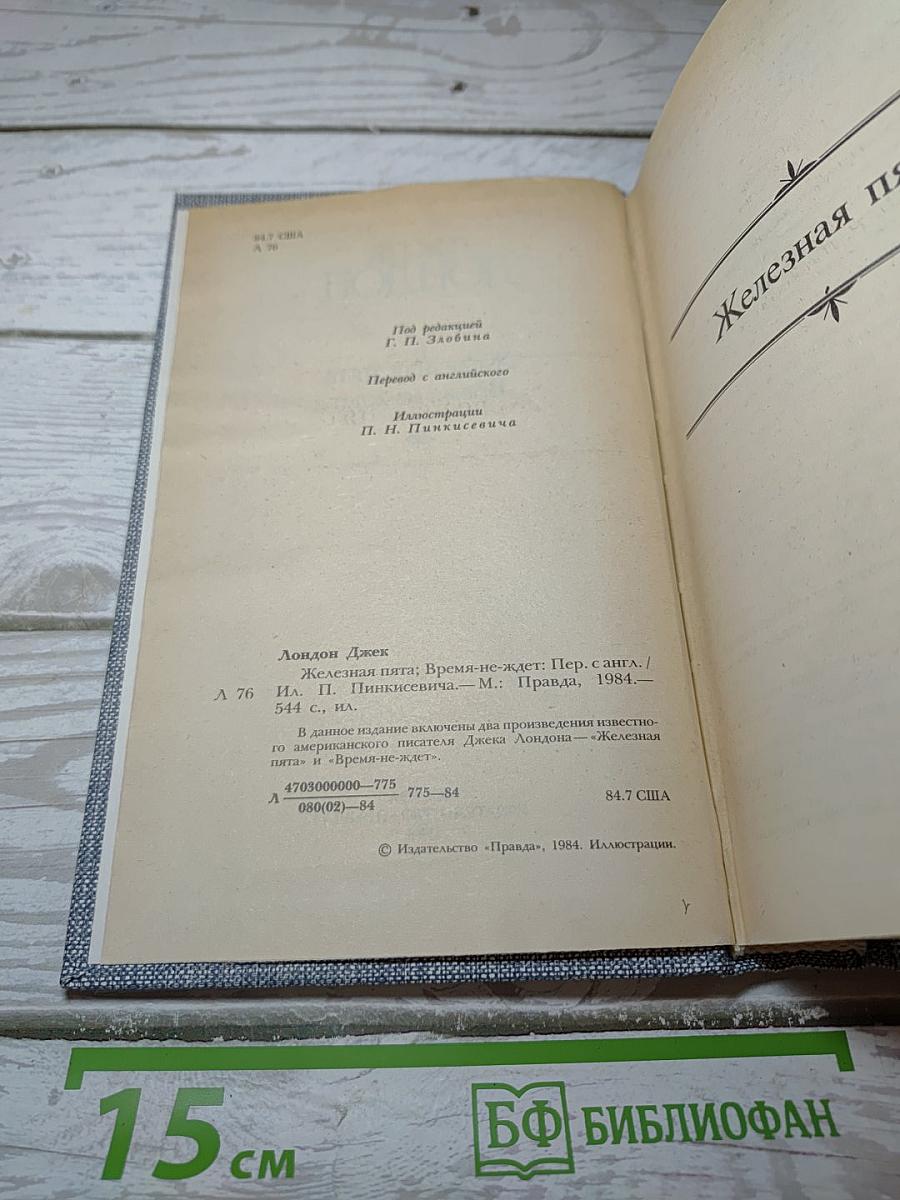 84.7 США
Л 76
Под редакцией
Г. П. Злобина
Перевод с английского
Иллюстрации
П. Н. Пинкисевича
Лондон Джек
Железная пята; Время-не-ждет: Пер. с англ. /
Л 76 Ил. П. Пинкисевича.— М.: Правда, 1984.—
544 с., ил.
В данное издание включены два произведения известно-
го американского писателя Джека Лондона — «Железная
пята» и «Время-не-ждет».
Л 4703000000—775 775—84 84.7 США
080(02)—84
© Издательство «Правда», 1984. Иллюстрации.
Железная пя
15 см
БФ БИБЛИОФАН